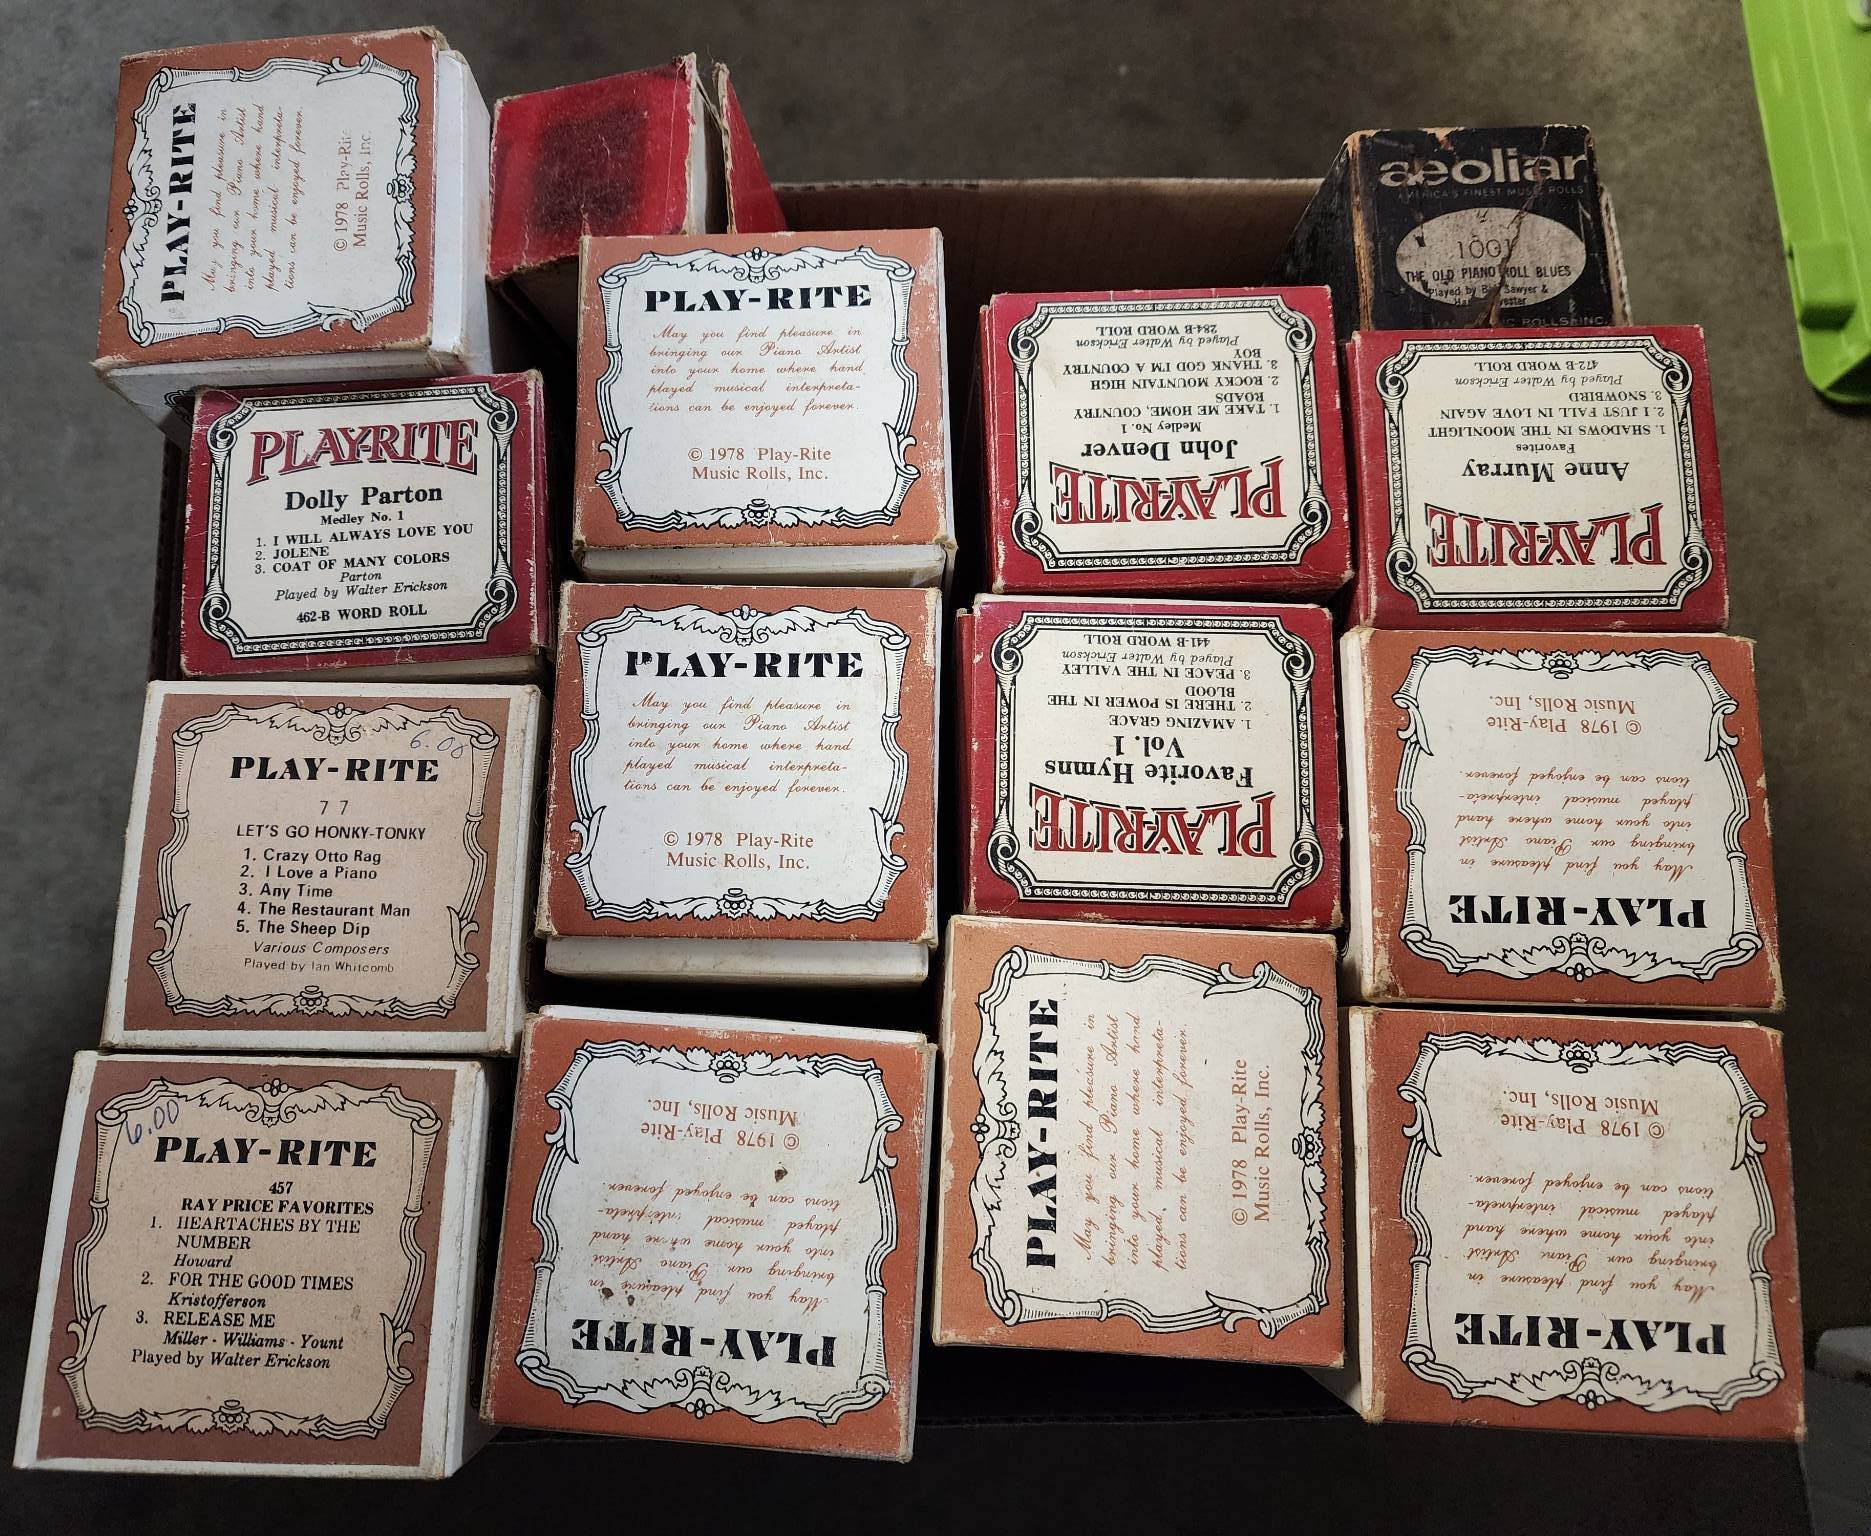 PLAY-RITE
May you find pleasure in
bringing our Piano Artist
into your home where hand
played musical interpreta-
tions can be enjoyed forever.
© 1978 Play-Rite
Music Rolls, Inc.
PLAY-RITE
May you find pleasure in
bringing our Piano Artist
into your home where hand
played musical interpreta-
tions can be enjoyed forever.
© 1978 Play-Rite
Music Rolls, Inc.
aeolian
AMERICA'S FINEST MUSIC ROLLS
1001
THE OLD PIANO ROLL BLUES
Played by Sawyer &
ROLLS INC.
PLAY-RITE
Dolly Parton
Medley No. 1
1. I WILL ALWAYS LOVE YOU
2. JOLENE
3. COAT OF MANY COLORS
Parton
Played by Walter Erickson
462-B WORD ROLL
PLAY-RITE
John Denver
Medley No. 1
1. TAKE ME HOME, COUNTRY
ROADS
2. ROCKY MOUNTAIN HIGH
3. THANK GOD I'M A COUNTRY
BOY
Played by Walter Erickson
284-B WORD ROLL
PLAY-RITE
Anne Murray
Favorites
1. SHADOWS IN THE MOONLIGHT
2. I JUST FALL IN LOVE AGAIN
3. SNOWBIRD
Played by Walter Erickson
472-B WORD ROLL
6.00
PLAY-RITE
77
LET'S GO HONKY-TONKY
1. Crazy Otto Rag
2. I Love a Piano
3. Any Time
4. The Restaurant Man
5. The Sheep Dip
Various Composers
Played by Ian Whitcomb
PLAY-RITE
May you find pleasure in
bringing our Piano Artist
into your home where hand
played musical interpreta-
tions can be enjoyed forever.
© 1978 Play-Rite
Music Rolls, Inc.
PLAY-RITE
Favorite Hymns
Vol. 1
1. AMAZING GRACE
2. THERE IS POWER IN THE
BLOOD
3. PEACE IN THE VALLEY
Played by Walter Erickson
441-B WORD ROLL
PLAY-RITE
May you find pleasure in
bringing our Piano Artist
into your home where hand
played musical interpreta-
tions can be enjoyed forever.
© 1978 Play-Rite
Music Rolls, Inc.
6.00
PLAY-RITE
457
RAY PRICE FAVORITES
1. HEARTACHES BY THE
NUMBER
Howard
2. FOR THE GOOD TIMES
Kristofferson
3. RELEASE ME
Miller - Williams - Yount
Played by Walter Erickson
PLAY-RITE
May you find pleasure in
bringing our Piano Artist
into your home where hand
played musical interpreta-
tions can be enjoyed forever.
© 1978 Play-Rite
Music Rolls, Inc.
PLAY-RITE
May you find pleasure in
bringing our Piano Artist
into your home where hand
played musical interpreta-
tions can be enjoyed forever.
© 1978 Play-Rite
Music Rolls, Inc.
PLAY-RITE
May you find pleasure in
bringing our Piano Artist
into your home where hand
played musical interpreta-
tions can be enjoyed forever.
© 1978 Play-Rite
Music Rolls, Inc.